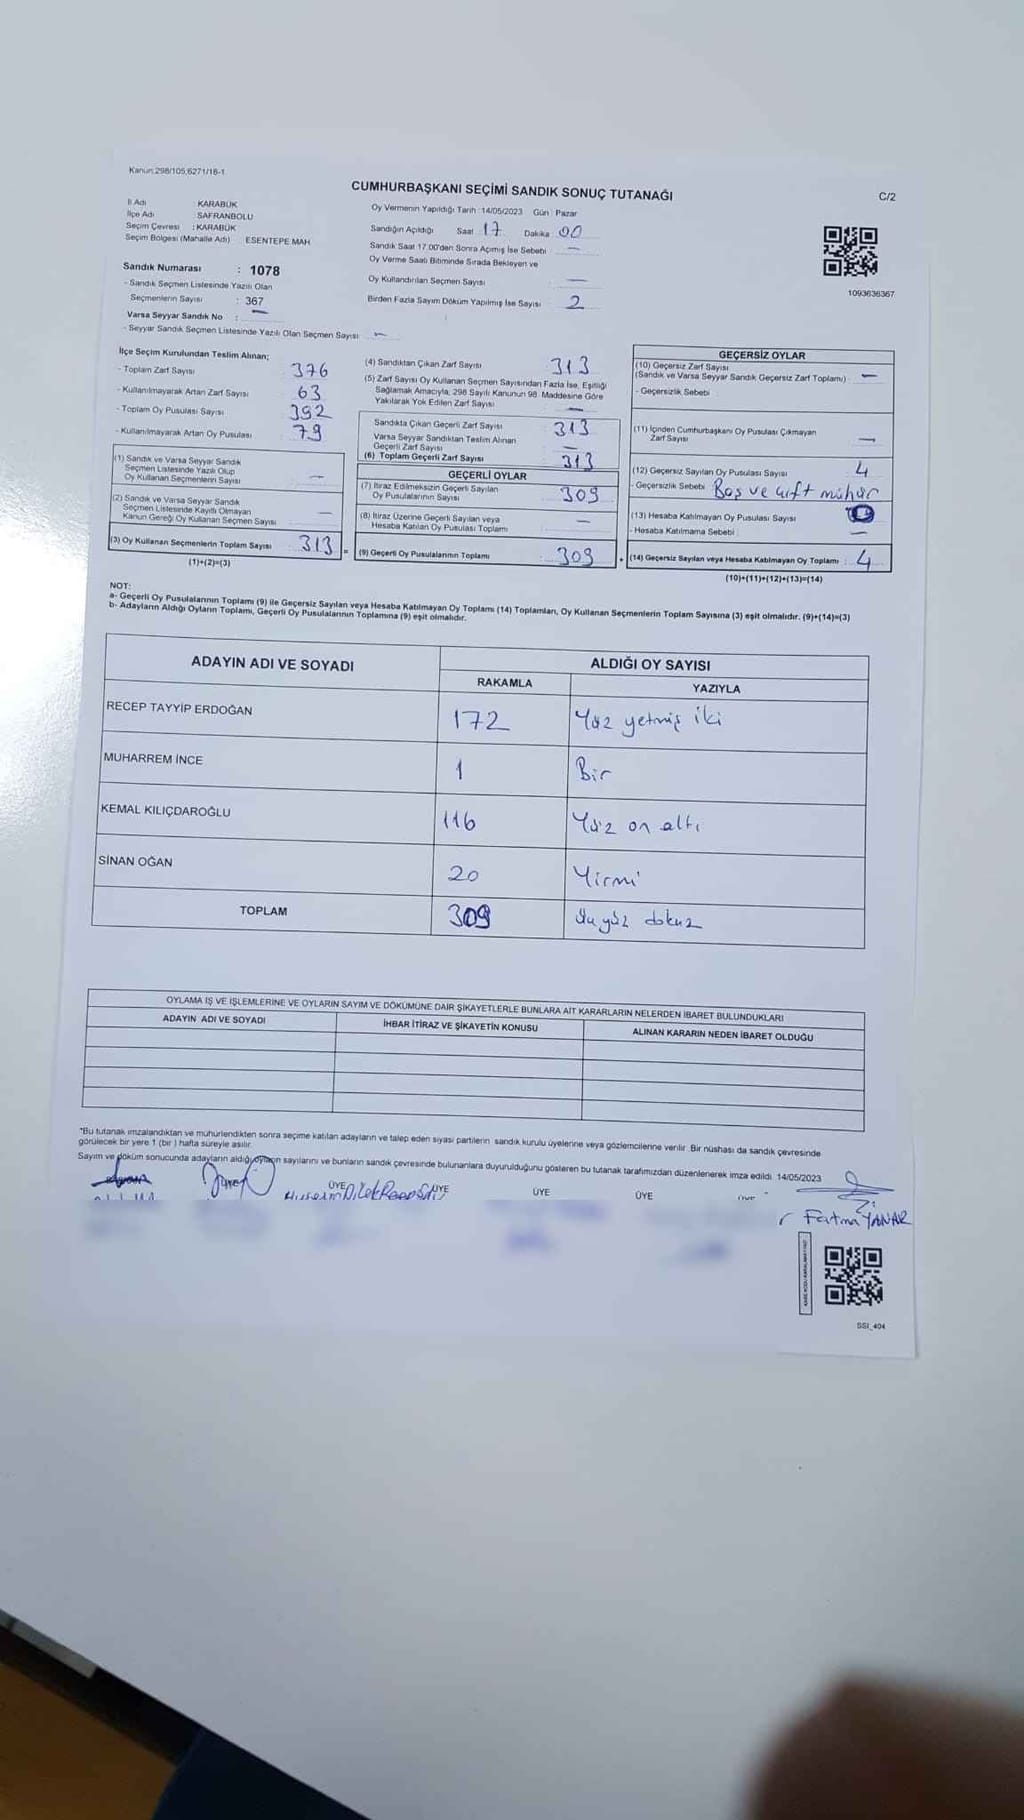 Kanun:298/105,6271/16-1
CUMHURBAŞKANI SEÇİMİ SANDIK SONUÇ TUTANAĞI
C/2
İl Adı KARABÜK
İlçe Adı SAFRANBOLU
Seçim Çevresi : KARABÜK
Seçim Bölgesi (Mahalle Adı) ESENTEPE MAH
Oy Vermenin Yapıldığı Tarih : 14/05/2023 Gün : Pazar
Sandığın Açıldığı Saat 17 Dakika 00
Sandık Saat 17.00'den Sonra Açılmış İse Sebebi —
Oy Verme Saati Bitiminde Sırada Bekleyen ve
Oy Kullandırılan Seçmen Sayısı —
Birden Fazla Sayım Döküm Yapılmış İse Sayısı 2
1093636367
Sandık Numarası : 1078
- Sandık Seçmen Listesinde Yazılı Olan
Seçmenlerin Sayısı : 367
Varsa Seyyar Sandık No :
- Seyyar Sandık Seçmen Listesinde Yazılı Olan Seçmen Sayısı —
İlçe Seçim Kurulundan Teslim Alınan;
- Toplam Zarf Sayısı 376
- Kullanılmayarak Artan Zarf Sayısı 63
- Toplam Oy Pusulası Sayısı 392
- Kullanılmayarak Artan Oy Pusulası 79
(1) Sandık ve Varsa Seyyar Sandık
Seçmen Listesinde Yazılı Olup
Oy Kullanan Seçmenlerin Sayısı —
(2) Sandık ve Varsa Seyyar Sandık
Seçmen Listesinde Kayıtlı Olmayan
Kanun Gereği Oy Kullanan Seçmen Sayısı —
(3) Oy Kullanan Seçmenlerin Toplam Sayısı 313 =
(1)+(2)=(3)
(4) Sandıktan Çıkan Zarf Sayısı 313
(5) Zarf Sayısı Oy Kullanan Seçmen Sayısından Fazla İse, Eşitliği
Sağlamak Amacıyla, 298 Sayılı Kanunun 98. Maddesine Göre
Yakılarak Yok Edilen Zarf Sayısı —
Sandıkta Çıkan Geçerli Zarf Sayısı 313
Varsa Seyyar Sandıktan Teslim Alınan
Geçerli Zarf Sayısı —
(6) Toplam Geçerli Zarf Sayısı 313
GEÇERLİ OYLAR
(7) İtiraz Edilmeksizin Geçerli Sayılan
Oy Pusulalarının Sayısı 309
(8) İtiraz Üzerine Geçerli Sayılan veya
Hesaba Katılan Oy Pusulası Toplamı —
(9) Geçerli Oy Pusulalarının Toplamı 309 +
GEÇERSİZ OYLAR
(10) Geçersiz Zarf Sayısı
(Sandık ve Varsa Seyyar Sandık Geçersiz Zarf Toplamı) —
- Geçersizlik Sebebi
(11) İçinden Cumhurbaşkanı Oy Pusulası Çıkmayan
Zarf Sayısı —
(12) Geçersiz Sayılan Oy Pusulası Sayısı 4
- Geçersizlik Sebebi Boş ve çift mühür
(13) Hesaba Katılmayan Oy Pusulası Sayısı 0
- Hesaba Katılmama Sebebi —
(14) Geçersiz Sayılan veya Hesaba Katılmayan Oy Toplamı : 4
(10)+(11)+(12)+(13)=(14)
NOT:
a- Geçerli Oy Pusulalarının Toplamı (9) ile Geçersiz Sayılan veya Hesaba Katılmayan Oy Toplamı (14) Toplamları, Oy Kullanan Seçmenlerin Toplam Sayısına (3) eşit olmalıdır. (9)+(14)=(3)
b- Adayların Aldığı Oyların Toplamı, Geçerli Oy Pusulalarının Toplamına (9) eşit olmalıdır.
ADAYIN ADI VE SOYADI
ALDIĞI OY SAYISI
RAKAMLA YAZIYLA
RECEP TAYYİP ERDOĞAN 172 Yüz yetmiş iki
MUHARREM İNCE 1 Bir
KEMAL KILIÇDAROĞLU 116 Yüz on altı
SİNAN OĞAN 20 Yirmi
TOPLAM 309 Üçyüz dokuz
OYLAMA İŞ VE İŞLEMLERİNE VE OYLARIN SAYIM VE DÖKÜMÜNE DAİR ŞİKAYETLERLE BUNLARA AİT KARARLARIN NELERDEN İBARET BULUNDUKLARI
ADAYIN ADI VE SOYADI İHBAR İTİRAZ VE ŞİKAYETİN KONUSU ALINAN KARARIN NEDEN İBARET OLDUĞU
*Bu tutanak imzalandıktan ve mühürlendikten sonra seçime katılan adayların ve talep eden siyasi partilerin sandık kurulu üyelerine veya gözlemcilerine verilir. Bir nüshası da sandık çevresinde
görülecek bir yere 1 (bir ) hafta süreyle asılır.
Sayım ve döküm sonucunda adayların aldığı oyların sayılarını ve bunların sandık çevresinde bulunanlara duyurulduğunu gösteren bu tutanak tarafımızdan düzenlenerek imza edildi. 14/05/2023
ÜYE ÜYE ÜYE ÜYE
Fatma YANAR
SSI_404